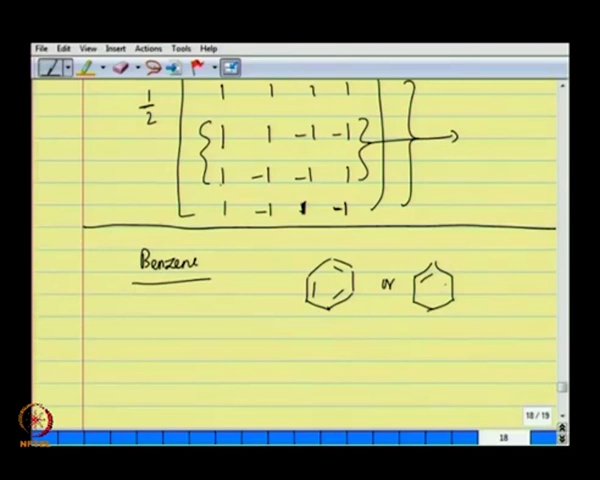 File Edit View Insert Actions Tools Help
1 1 1 1
1/2
1 1 -1 -1
1 -1 -1 1
1 -1 1 -1
Benzene or
18 / 19
NPTEL
18